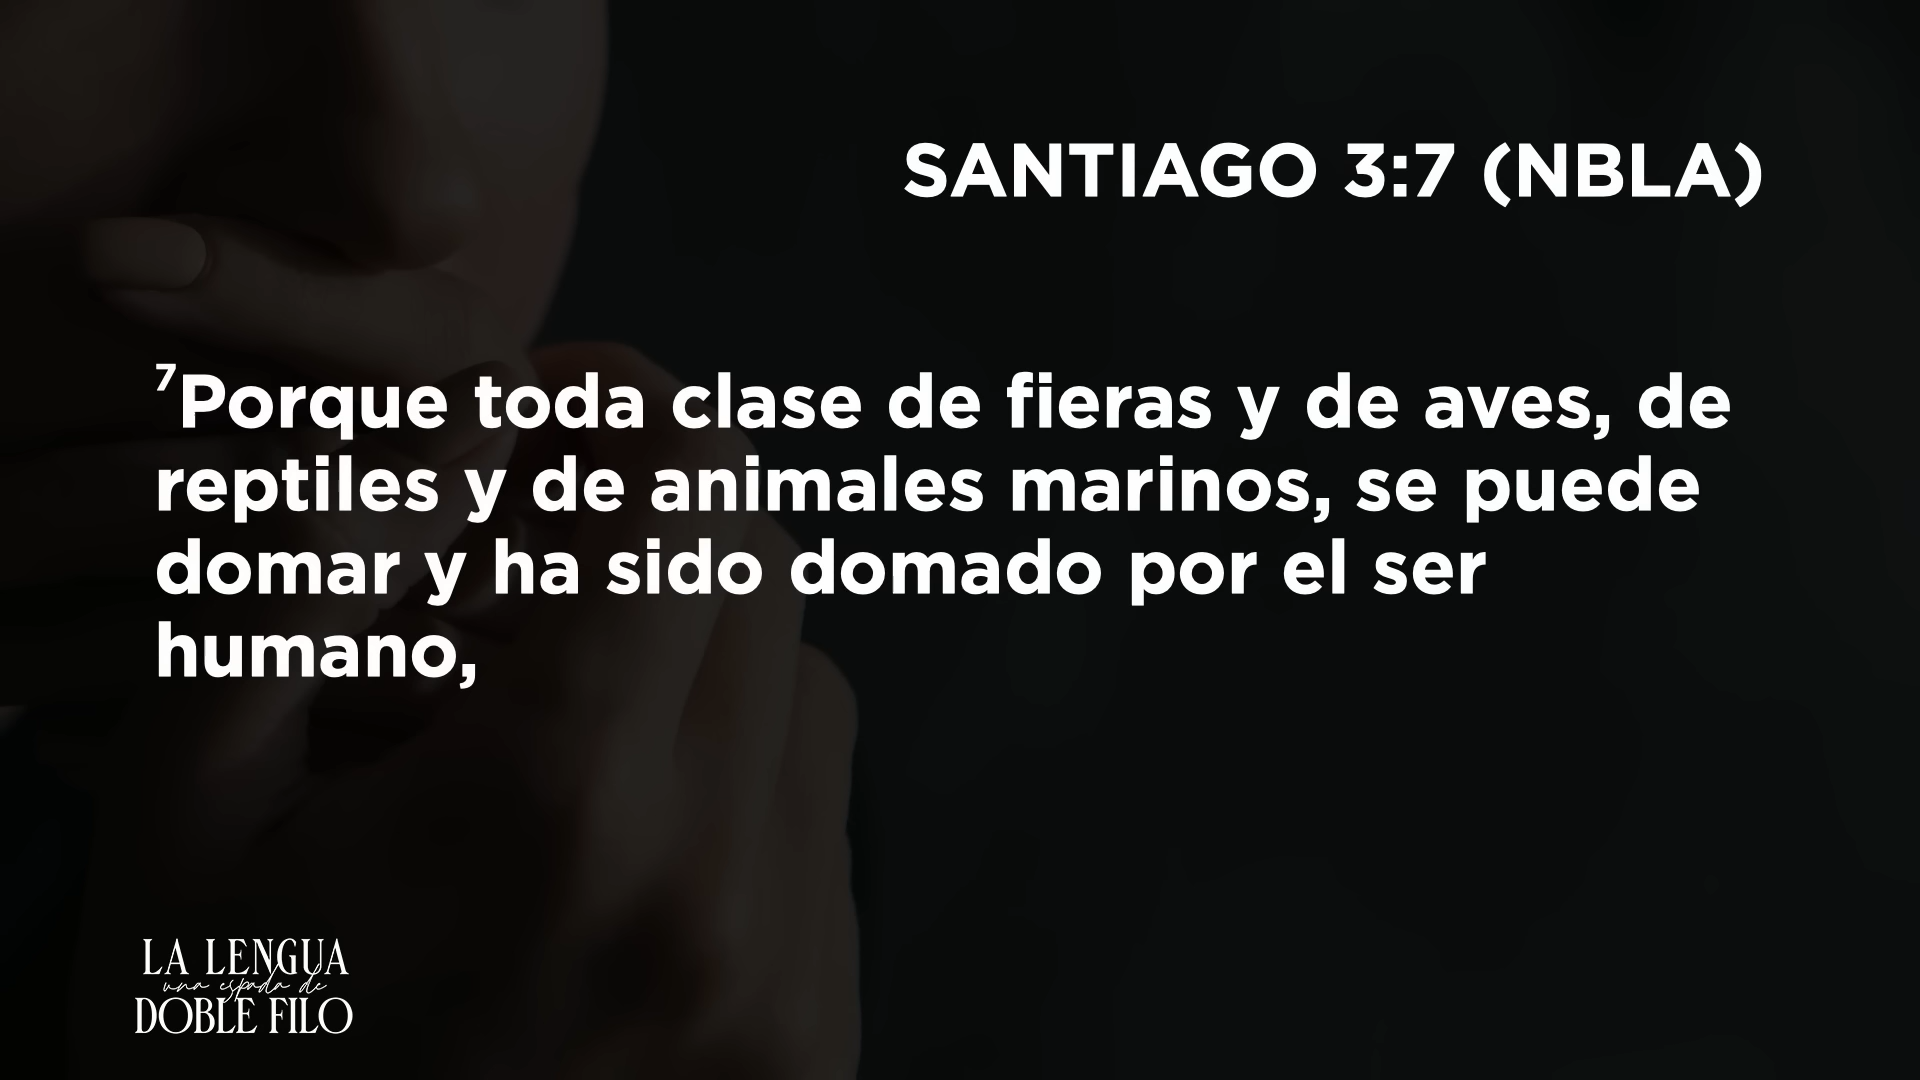 SANTIAGO 3:7 (NBLA)
⁷Porque toda clase de fieras y de aves, de
reptiles y de animales marinos, se puede
domar y ha sido domado por el ser
humano,
LA LENGUA
una espada de
DOBLE FILO